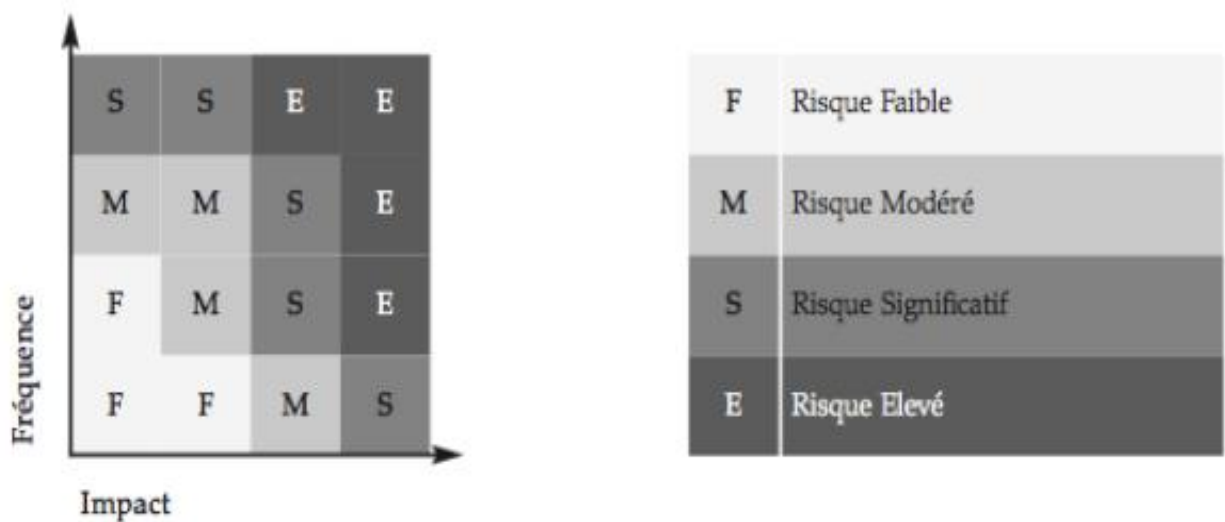 S S E E
M M S E
F M S E
F F M S
Fréquence
Impact
F Risque Faible
M Risque Modéré
S Risque Significatif
E Risque Elevé